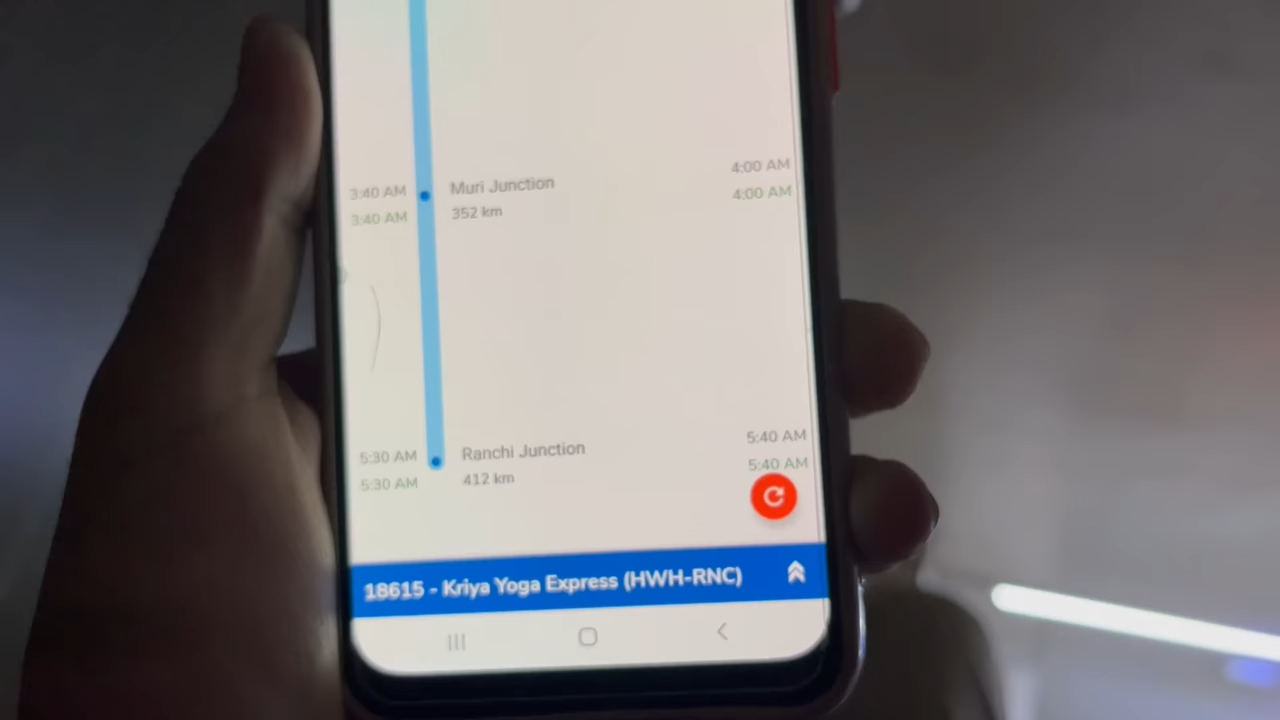 3:40 AM Muri Junction 4:00 AM
3:40 AM 352 km 4:00 AM
5:30 AM Ranchi Junction 5:40 AM
5:30 AM 412 km 5:40 AM
18615 - Kriya Yoga Express (HWH-RNC)